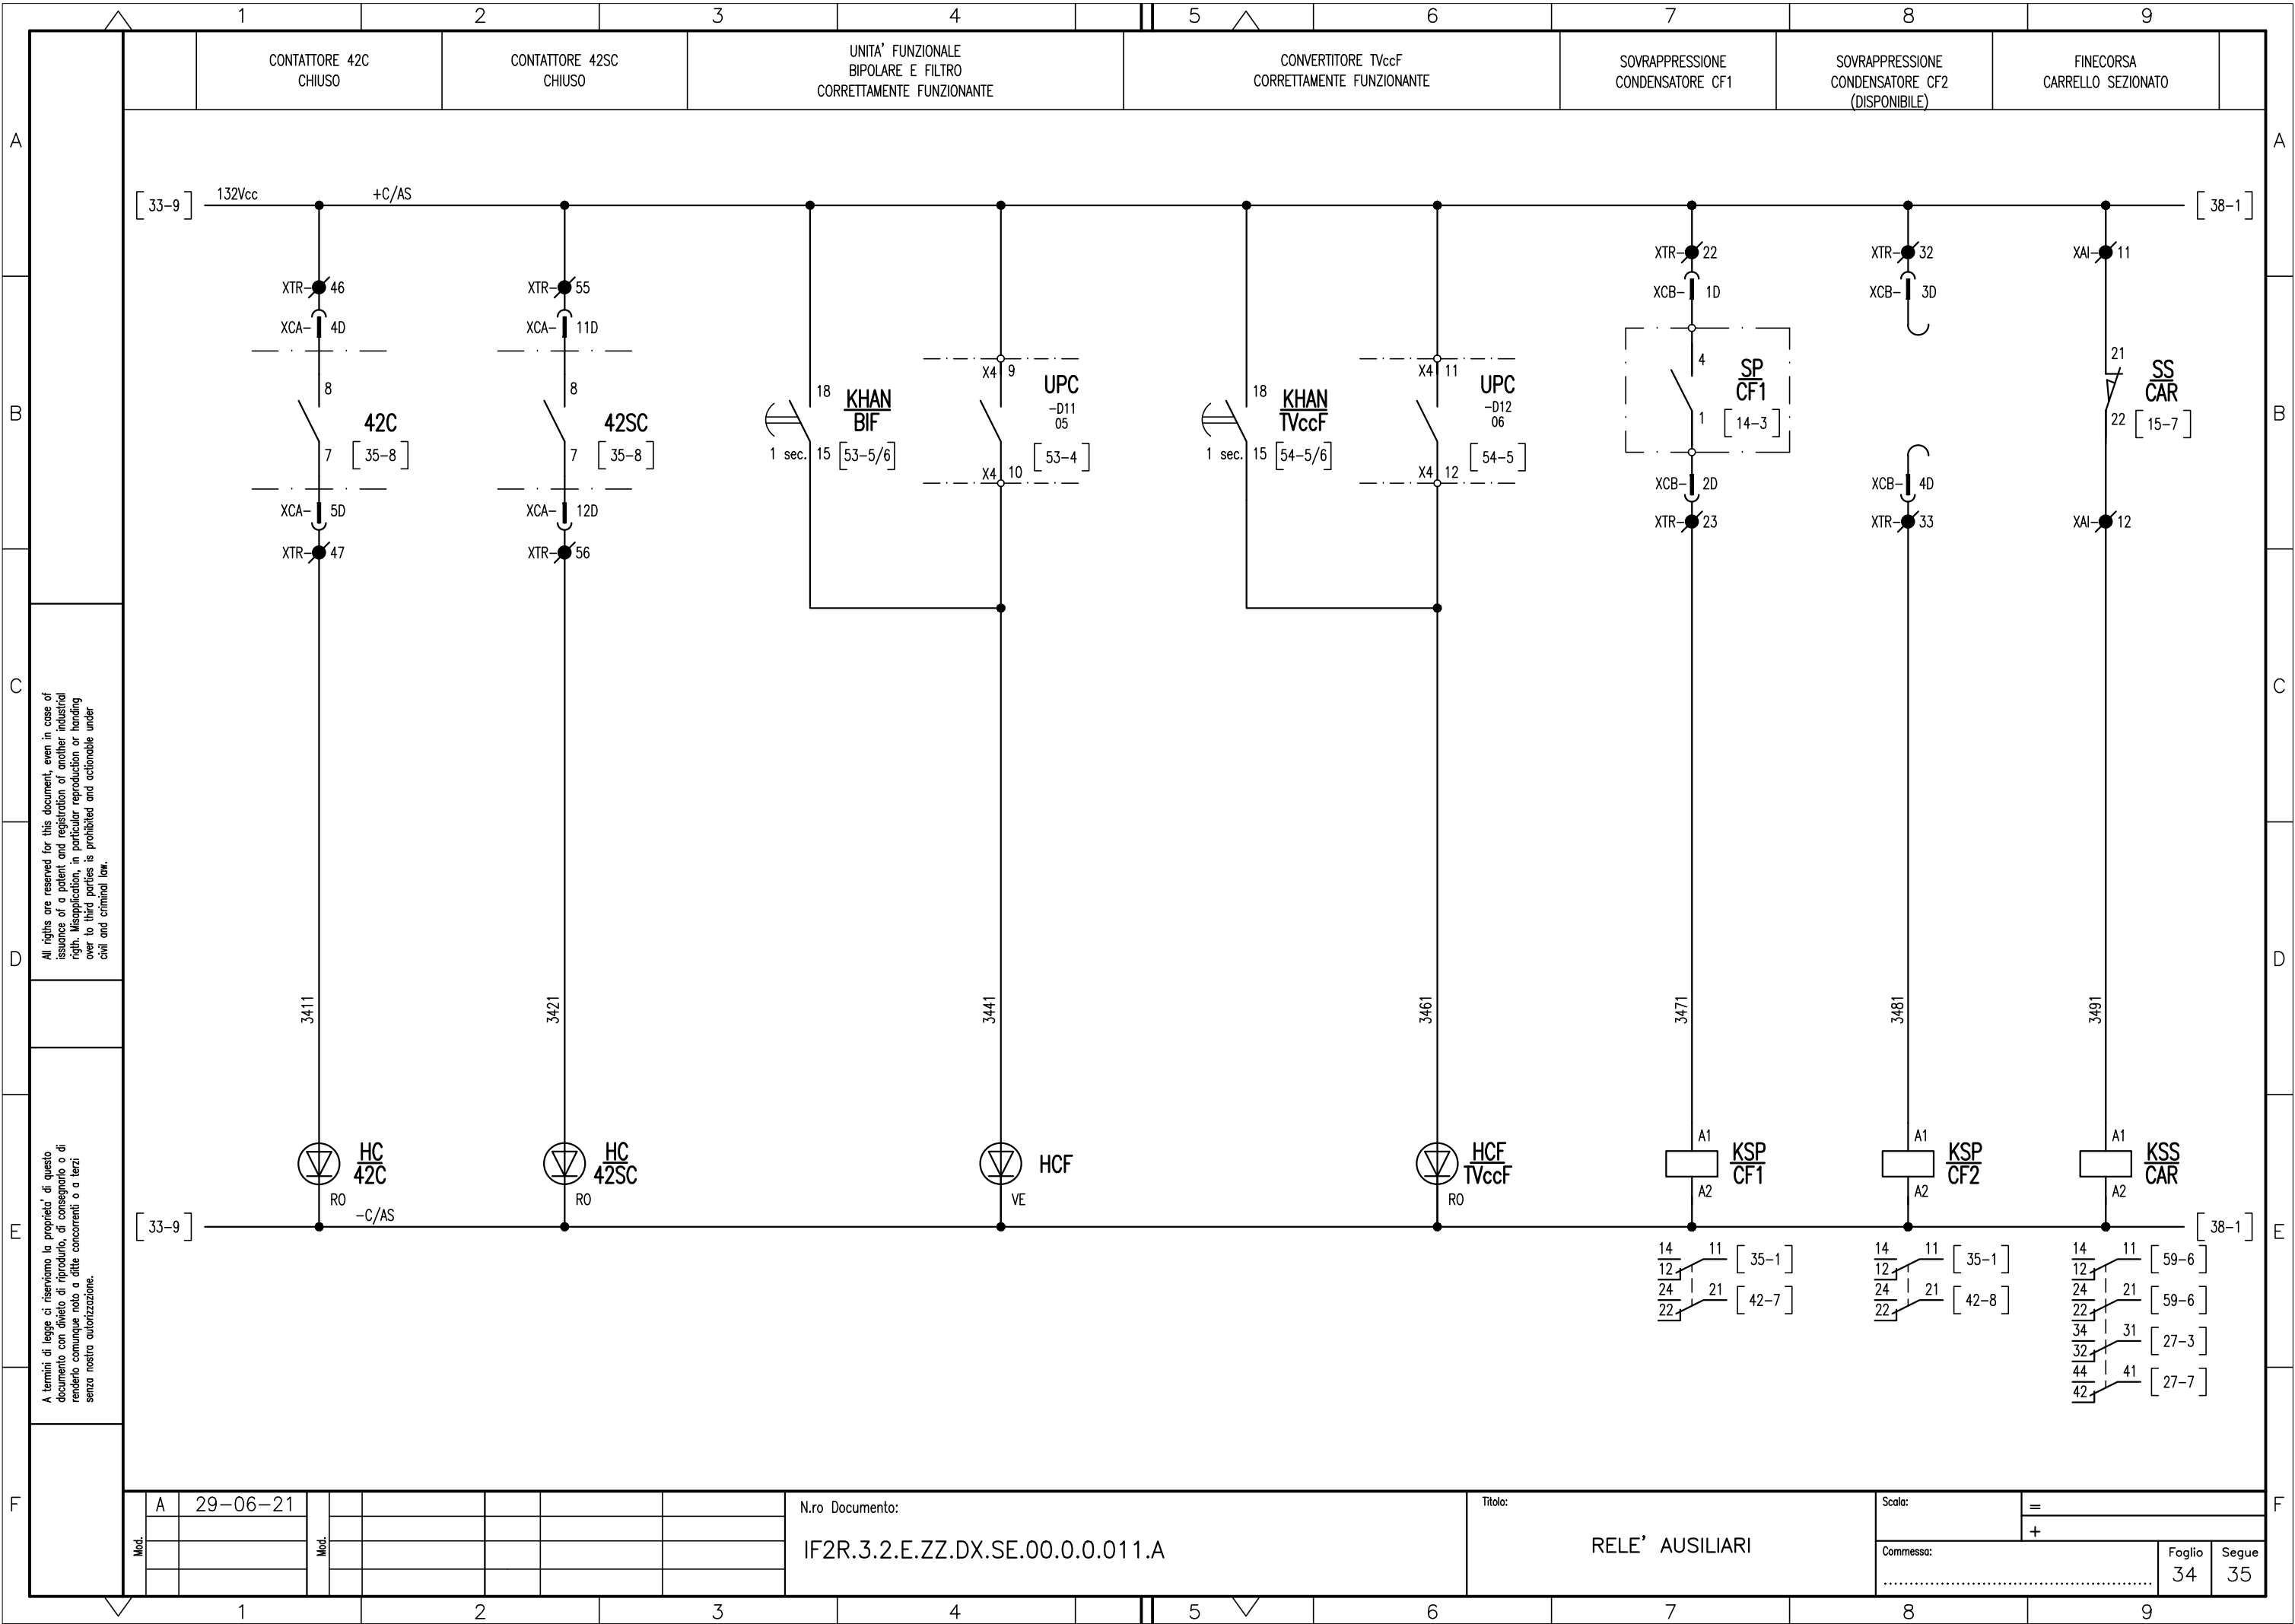 1 2 3 4 5 6 7 8 9
CONTATTORE 42C
CHIUSO
CONTATTORE 42SC
CHIUSO
UNITA' FUNZIONALE
BIPOLARE E FILTRO
CORRETTAMENTE FUNZIONANTE
CONVERTITORE TVccF
CORRETTAMENTE FUNZIONANTE
SOVRAPPRESSIONE
CONDENSATORE CF1
SOVRAPPRESSIONE
CONDENSATORE CF2
(DISPONIBILE)
FINECORSA
CARRELLO SEZIONATO
A A
B B
C C
D D
E E
F F
33-9 132Vcc +C/AS 38-1
XTR- 46
XCA- 4D
8
42C
7 35-8
XCA- 5D
XTR- 47
3411
HC
42C
RO
XTR- 55
XCA- 11D
8
42SC
7 35-8
XCA- 12D
XTR- 56
3421
HC
42SC
RO
18
KHAN
BIF
1 sec. 15 53-5/6
X4 9
UPC
-D11
05
53-4
X4 10
3441
HCF
VE
18
KHAN
TVccF
1 sec. 15 54-5/6
X4 11
UPC
-D12
06
54-5
X4 12
3461
HCF
TVccF
RO
XTR- 22
XCB- 1D
4
SP
CF1
1 14-3
XCB- 2D
XTR- 23
3471
A1
KSP
CF1
A2
XTR- 32
XCB- 3D
XCB- 4D
XTR- 33
3481
A1
KSP
CF2
A2
XAI- 11
21
SS
CAR
22 15-7
XAI- 12
3491
A1
KSS
CAR
A2
33-9 -C/AS 38-1
14 11 35-1
12
24 21 42-7
22
14 11 35-1
12
24 21 42-8
22
14 11 59-6
12
24 21 59-6
22
34 31 27-3
32
44 41 27-7
42
All rigths are reserved for this document, even in case of
issuance of a patent and registration of another industrial
rigth. Misapplication, in particular reproduction or handing
over to third parties is prohibited and actionable under
civil and criminal law.
A termini di legge ci riserviamo la proprieta' di questo
documento con divieto di riprodurlo, di consegnarlo o di
renderlo comunque noto a ditte concorrenti o a terzi
senza nostra autorizzazione.
Mod. A 29-06-21 Mod.
N.ro Documento:
IF2R.3.2.E.ZZ.DX.SE.00.0.0.011.A
Titolo:
RELE' AUSILIARI
Scala:
=
+
Commessa:
Foglio
34
Segue
35
1 2 3 4 5 6 7 8 9